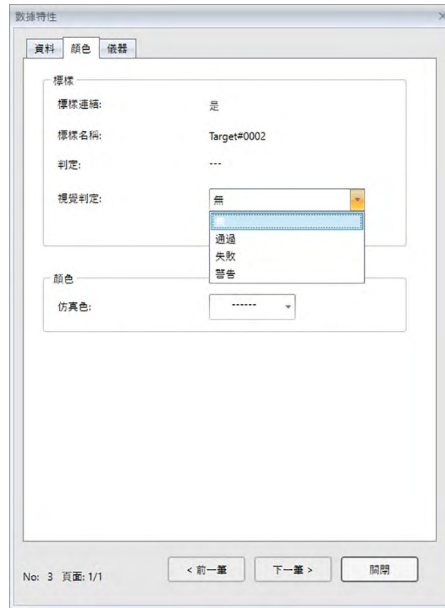 數據特性
資料 顏色 儀器
標樣
標樣連結: 是
標樣名稱: Target#0002
判定: ---
視覺判定: 無
無
通過
失敗
警告
顏色
仿真色: ------
No: 3 頁面: 1/1 < 前一筆 下一筆 > 關閉